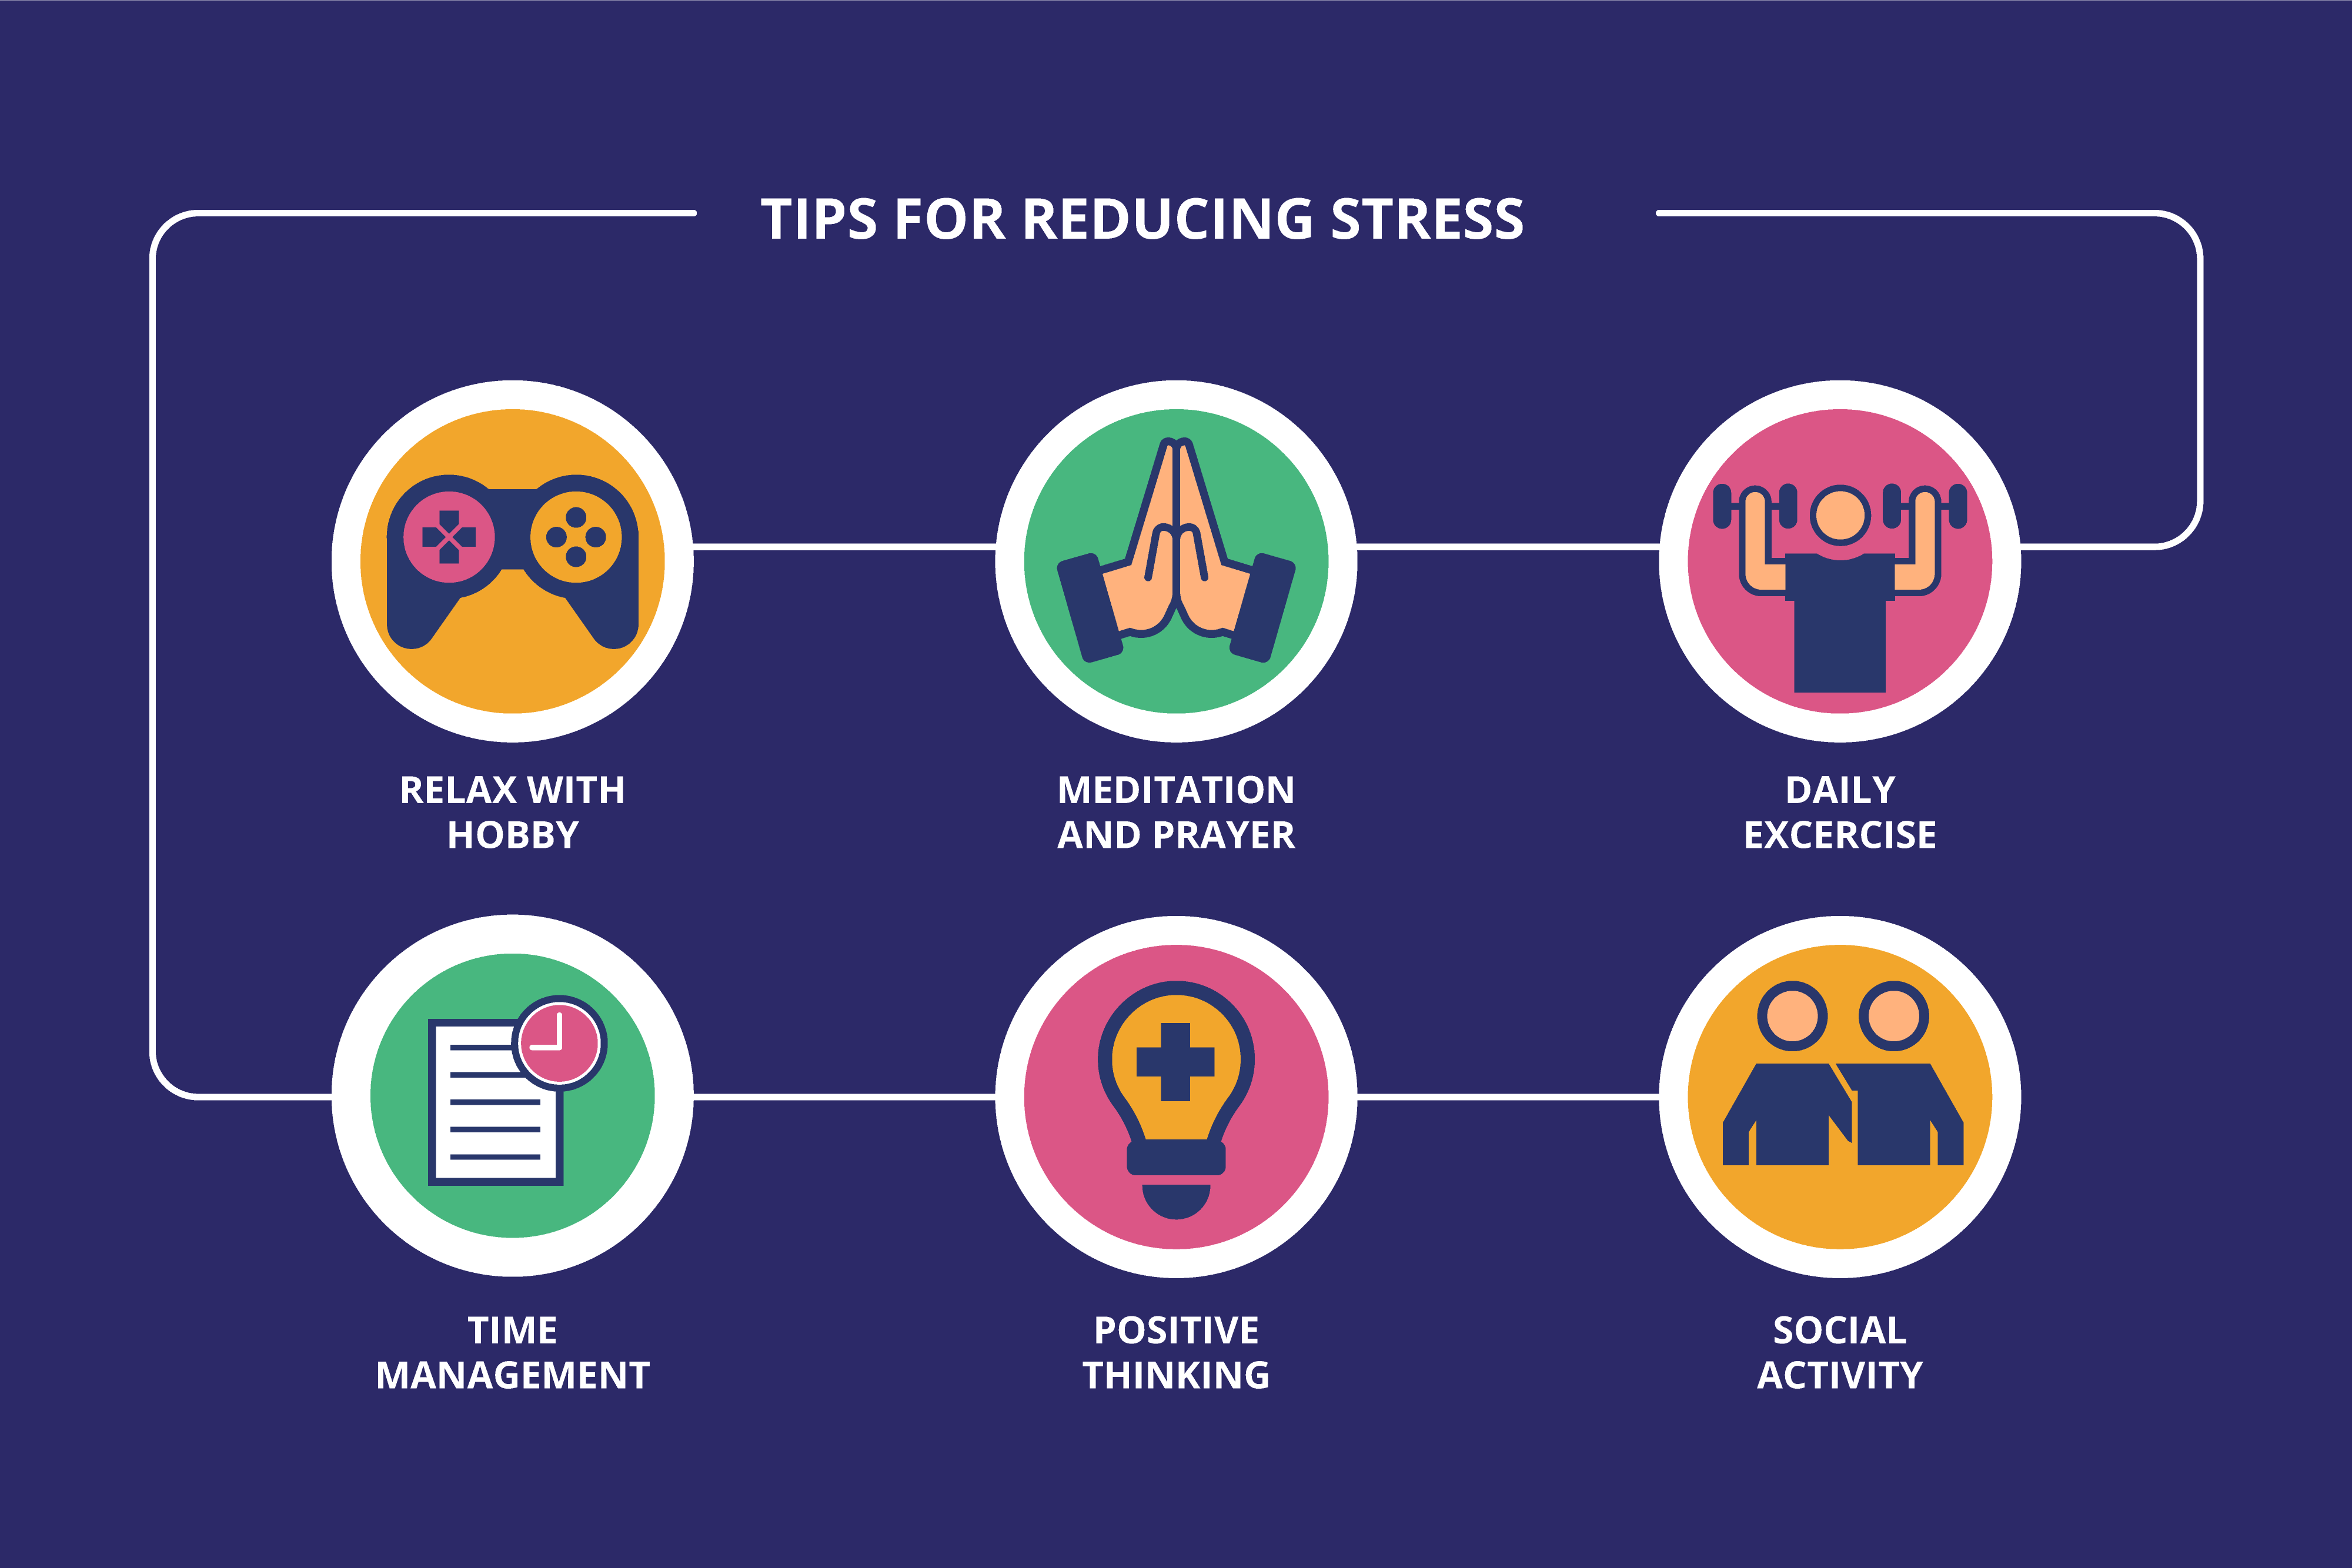 TIPS FOR REDUCING STRESS
RELAX WITH
HOBBY
MEDITATION
AND PRAYER
DAILY
EXCERCISE
TIME
MANAGEMENT
POSITIVE
THINKING
SOCIAL
ACTIVITY